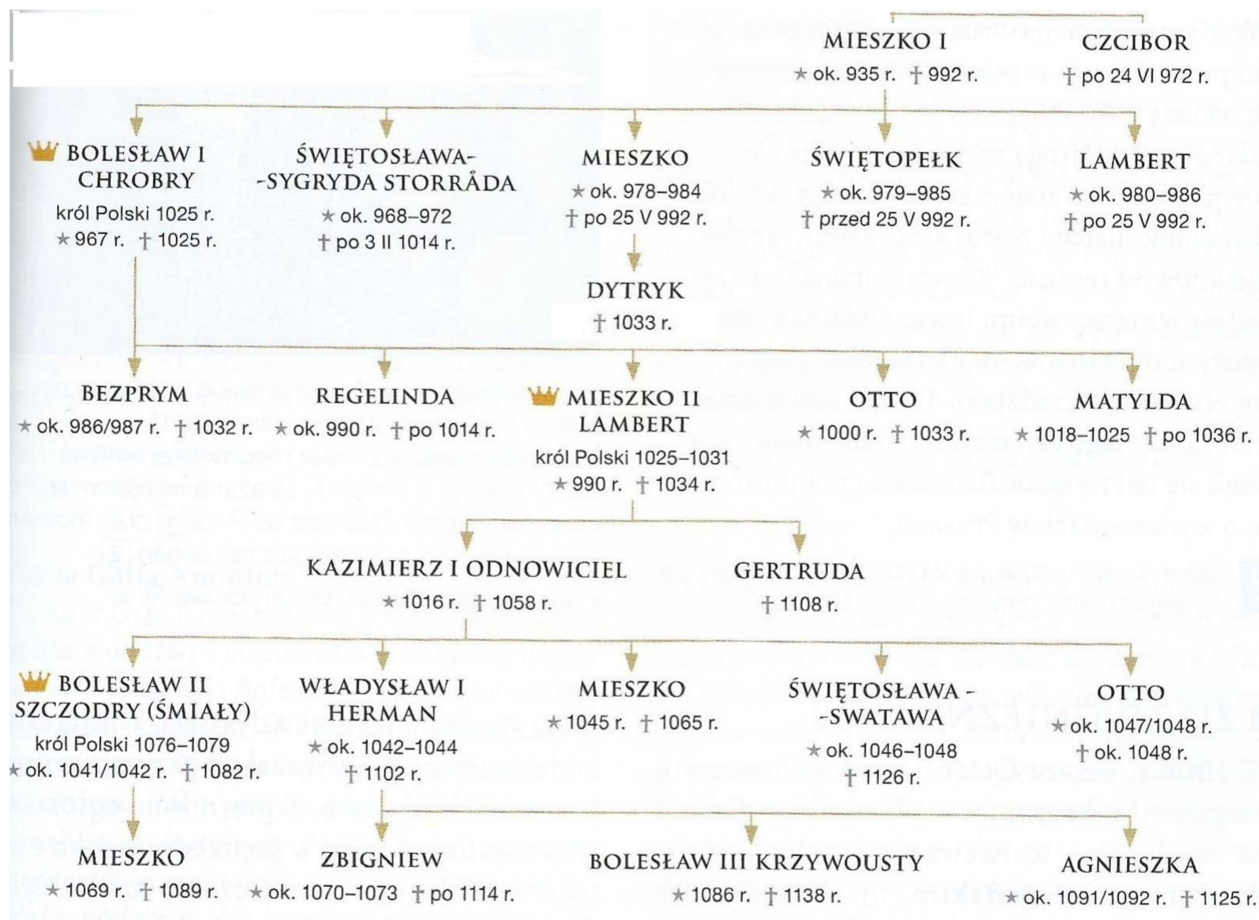 MIESZKO I
★ ok. 935 r. † 992 r.
CZCIBOR
† po 24 VI 972 r.
BOLESŁAW I
CHROBRY
król Polski 1025 r.
★ 967 r. † 1025 r.
ŚWIĘTOSŁAWA-
-SYGRYDA STORRÅDA
★ ok. 968–972
† po 3 II 1014 r.
MIESZKO
★ ok. 978–984
† po 25 V 992 r.
ŚWIĘTOPEŁK
★ ok. 979–985
† przed 25 V 992 r.
LAMBERT
★ ok. 980–986
† po 25 V 992 r.
DYTRYK
† 1033 r.
BEZPRYM
★ ok. 986/987 r. † 1032 r.
REGELINDA
★ ok. 990 r. † po 1014 r.
MIESZKO II
LAMBERT
król Polski 1025–1031
★ 990 r. † 1034 r.
OTTO
★ 1000 r. † 1033 r.
MATYLDA
★ 1018–1025 † po 1036 r.
KAZIMIERZ I ODNOWICIEL
★ 1016 r. † 1058 r.
GERTRUDA
† 1108 r.
BOLESŁAW II
SZCZODRY (ŚMIAŁY)
król Polski 1076–1079
★ ok. 1041/1042 r. † 1082 r.
WŁADYSŁAW I
HERMAN
★ ok. 1042–1044
† 1102 r.
MIESZKO
★ 1045 r. † 1065 r.
ŚWIĘTOSŁAWA -
-SWATAWA
★ ok. 1046–1048
† 1126 r.
OTTO
★ ok. 1047/1048 r.
† ok. 1048 r.
MIESZKO
★ 1069 r. † 1089 r.
ZBIGNIEW
★ ok. 1070–1073 † po 1114 r.
BOLESŁAW III KRZYWOUSTY
★ 1086 r. † 1138 r.
AGNIESZKA
★ ok. 1091/1092 r. † 1125 r.